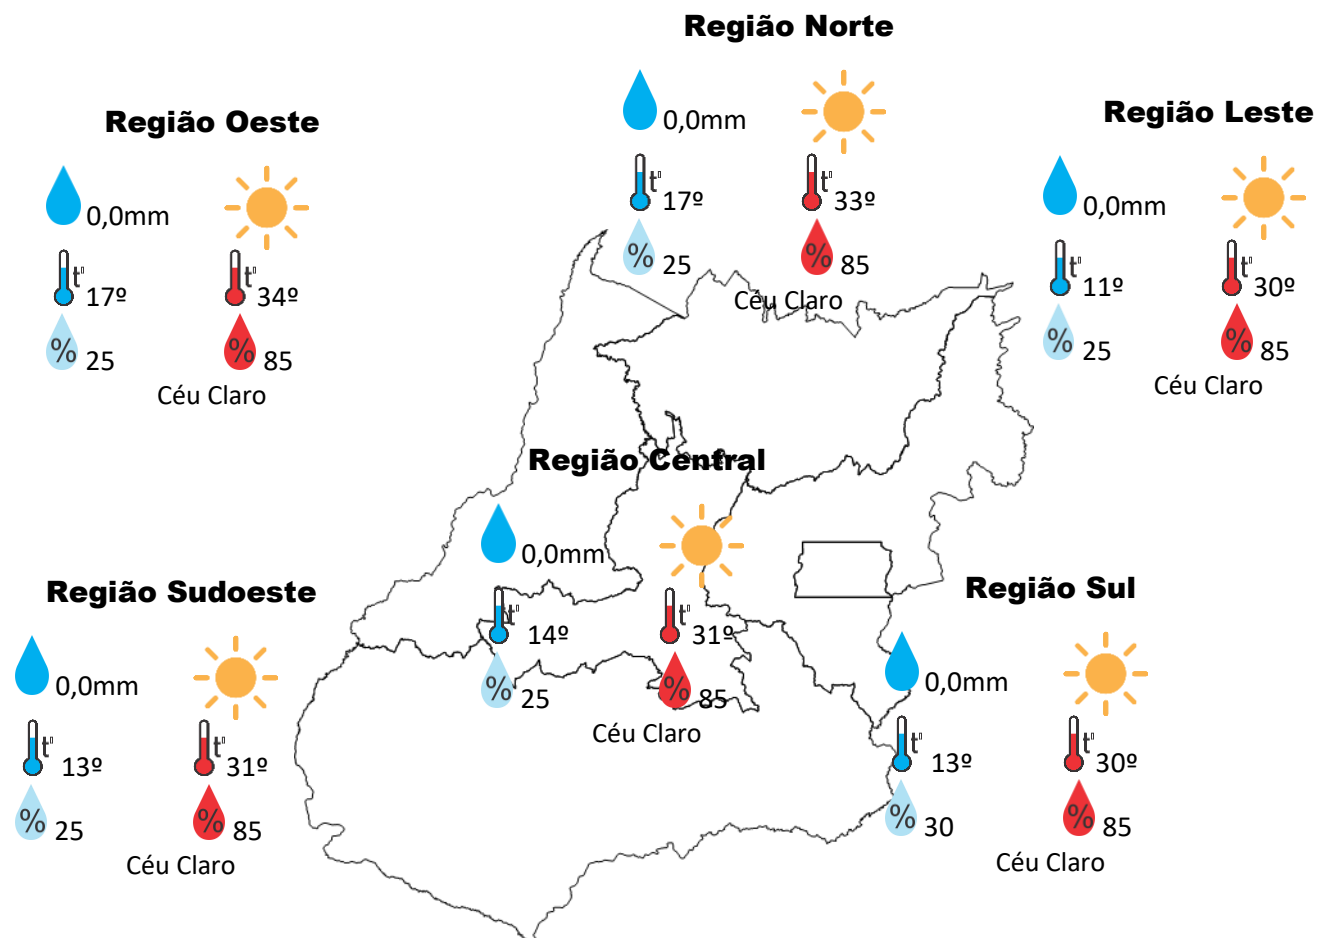 Região Norte
0,0mm
t°
17º
t°
33º
%
25
%
85
Céu Claro
Região Oeste
0,0mm
t°
17º
t°
34º
%
25
%
85
Céu Claro
Região Leste
0,0mm
t°
11º
t°
30º
%
25
%
85
Céu Claro
Região Central
0,0mm
t°
14º
t°
31º
%
25
%
85
Céu Claro
Região Sudoeste
0,0mm
t°
13º
t°
31º
%
25
%
85
Céu Claro
Região Sul
0,0mm
t°
13º
t°
30º
%
30
%
85
Céu Claro